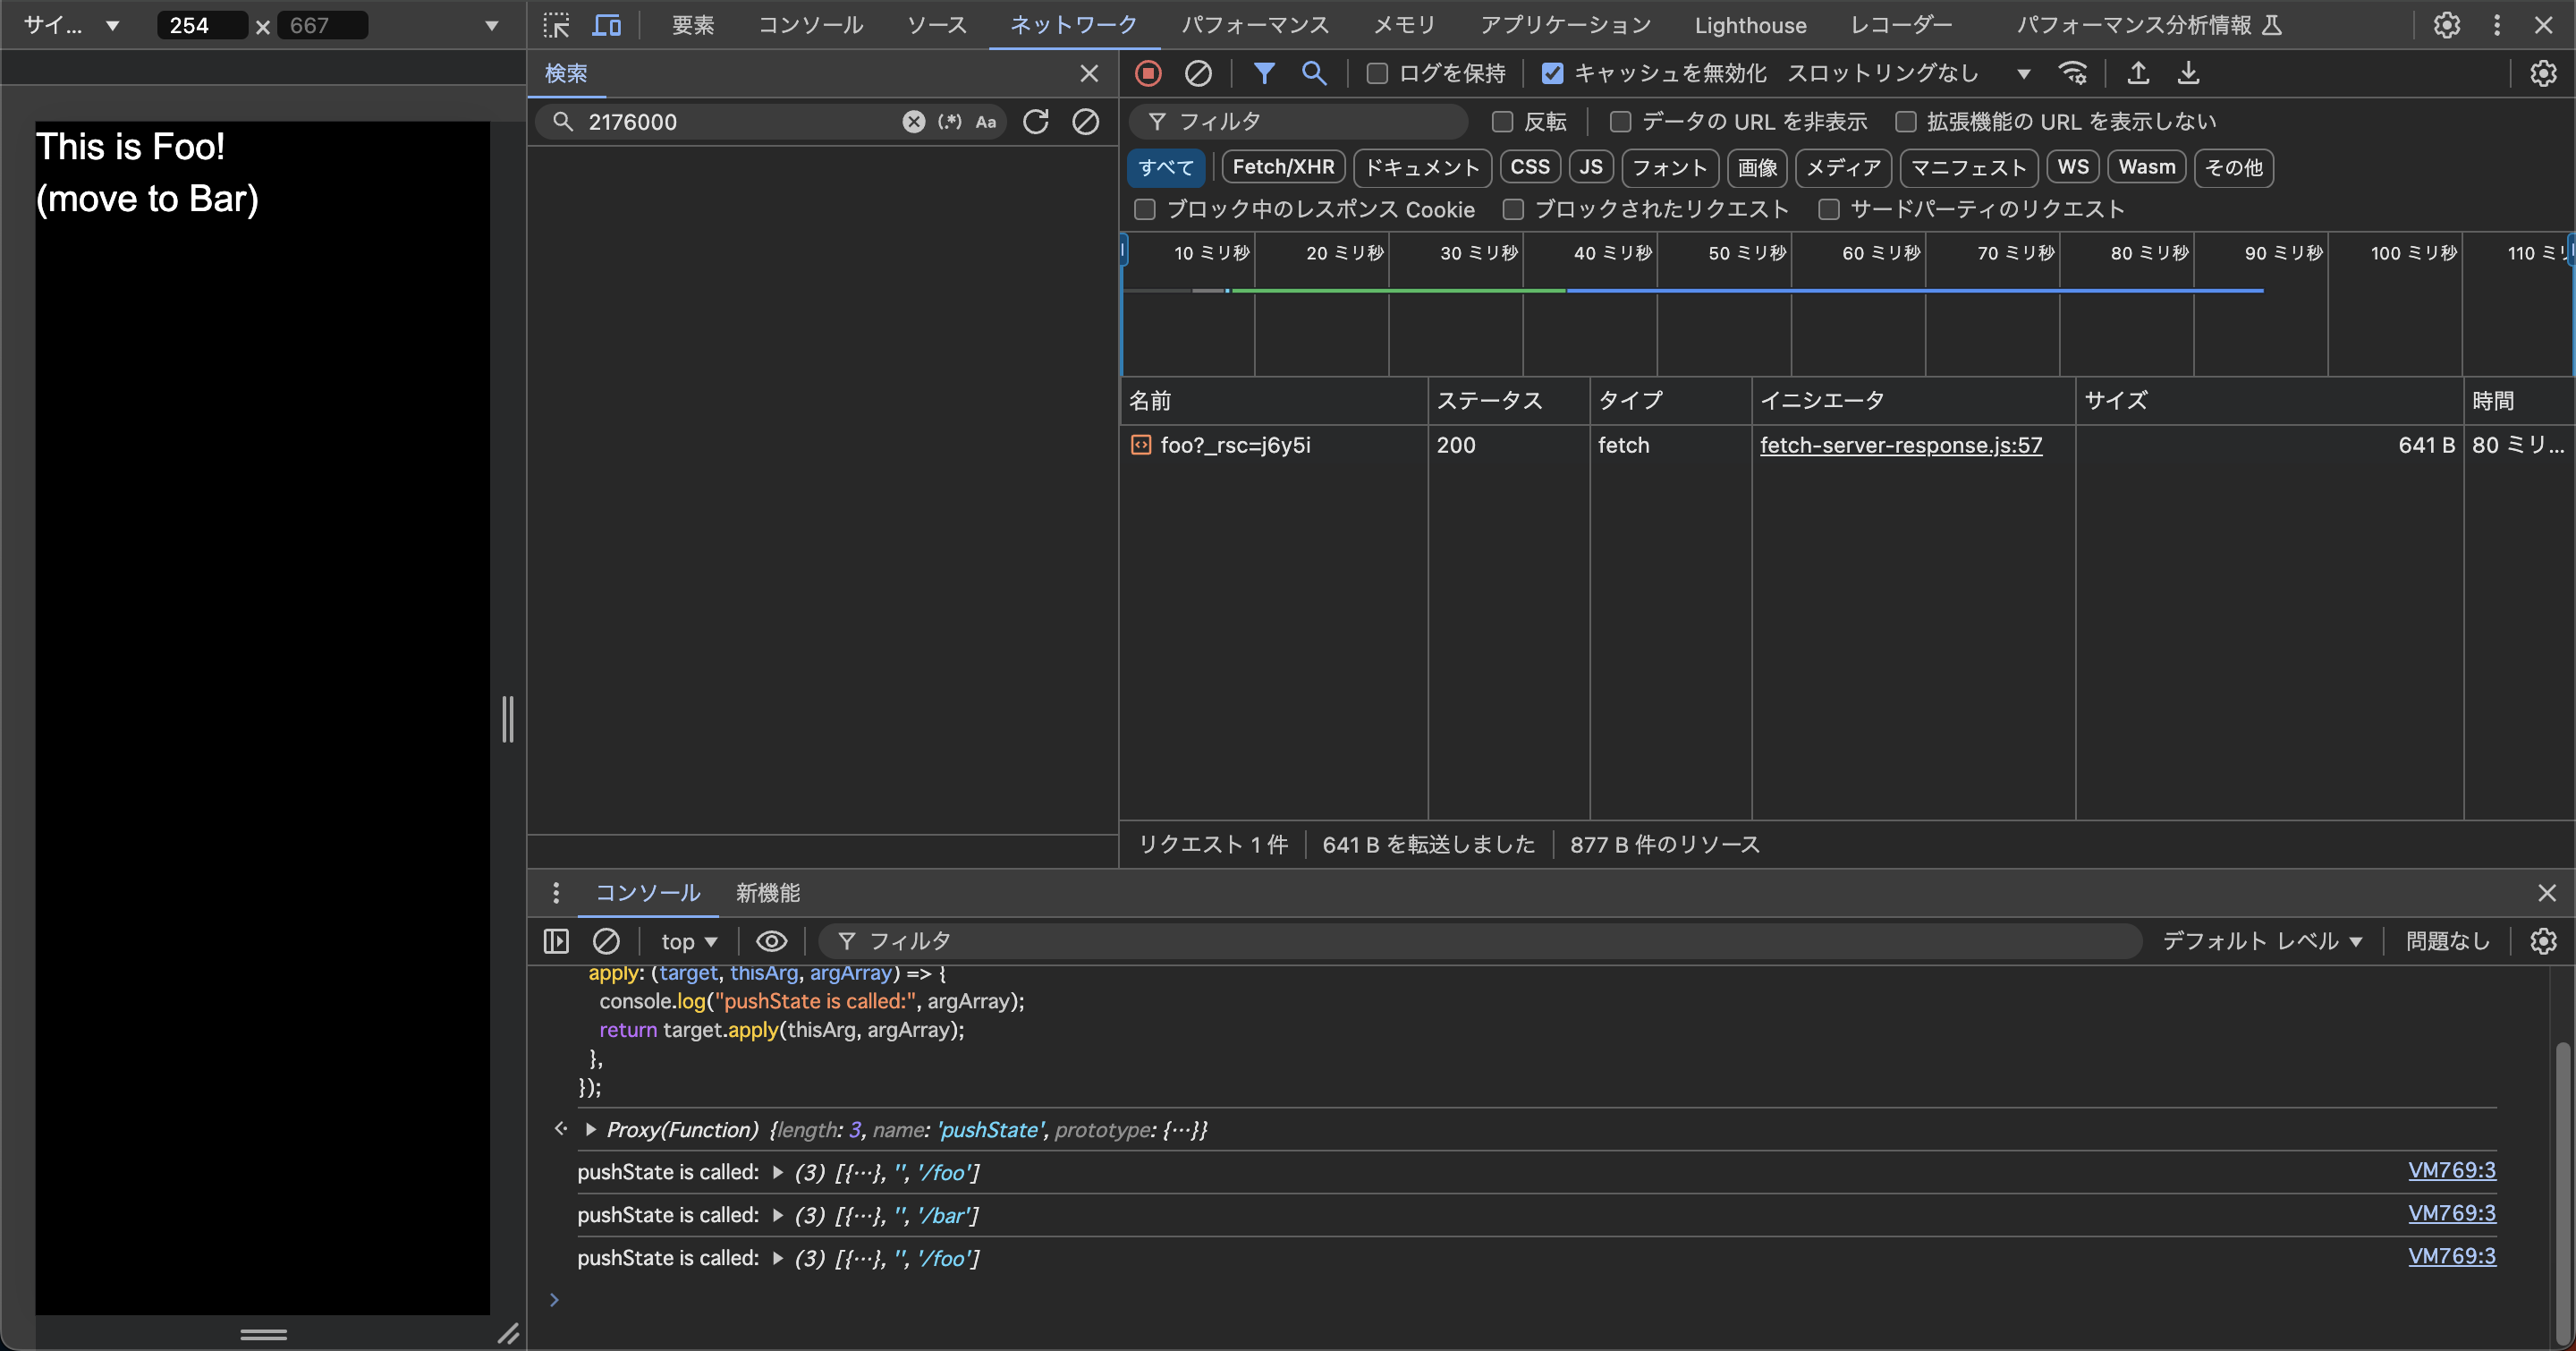 サイ...
254 × 667
This is Foo!
(move to Bar)
要素 コンソール ソース ネットワーク パフォーマンス メモリ アプリケーション Lighthouse レコーダー パフォーマンス分析情報
検索
2176000
(.*) Aa
ログを保持 キャッシュを無効化 スロットリングなし
フィルタ 反転 データの URL を非表示 拡張機能の URL を表示しない
すべて Fetch/XHR ドキュメント CSS JS フォント 画像 メディア マニフェスト WS Wasm その他
ブロック中のレスポンス Cookie ブロックされたリクエスト サードパーティのリクエスト
10 ミリ秒 20 ミリ秒 30 ミリ秒 40 ミリ秒 50 ミリ秒 60 ミリ秒 70 ミリ秒 80 ミリ秒 90 ミリ秒 100 ミリ秒 110 ミリ
名前 ステータス タイプ イニシエータ サイズ 時間
foo?_rsc=j6y5i 200 fetch fetch-server-response.js:57 641 B 80 ミリ...
リクエスト 1 件 641 B を転送しました 877 B 件のリソース
コンソール 新機能
top フィルタ デフォルト レベル 問題なし
apply: (target, thisArg, argArray) => {
console.log("pushState is called:", argArray);
return target.apply(thisArg, argArray);
},
});
Proxy(Function) {length: 3, name: 'pushState', prototype: {…}}
pushState is called: (3) [{…}, '', '/foo'] VM769:3
pushState is called: (3) [{…}, '', '/bar'] VM769:3
pushState is called: (3) [{…}, '', '/foo'] VM769:3